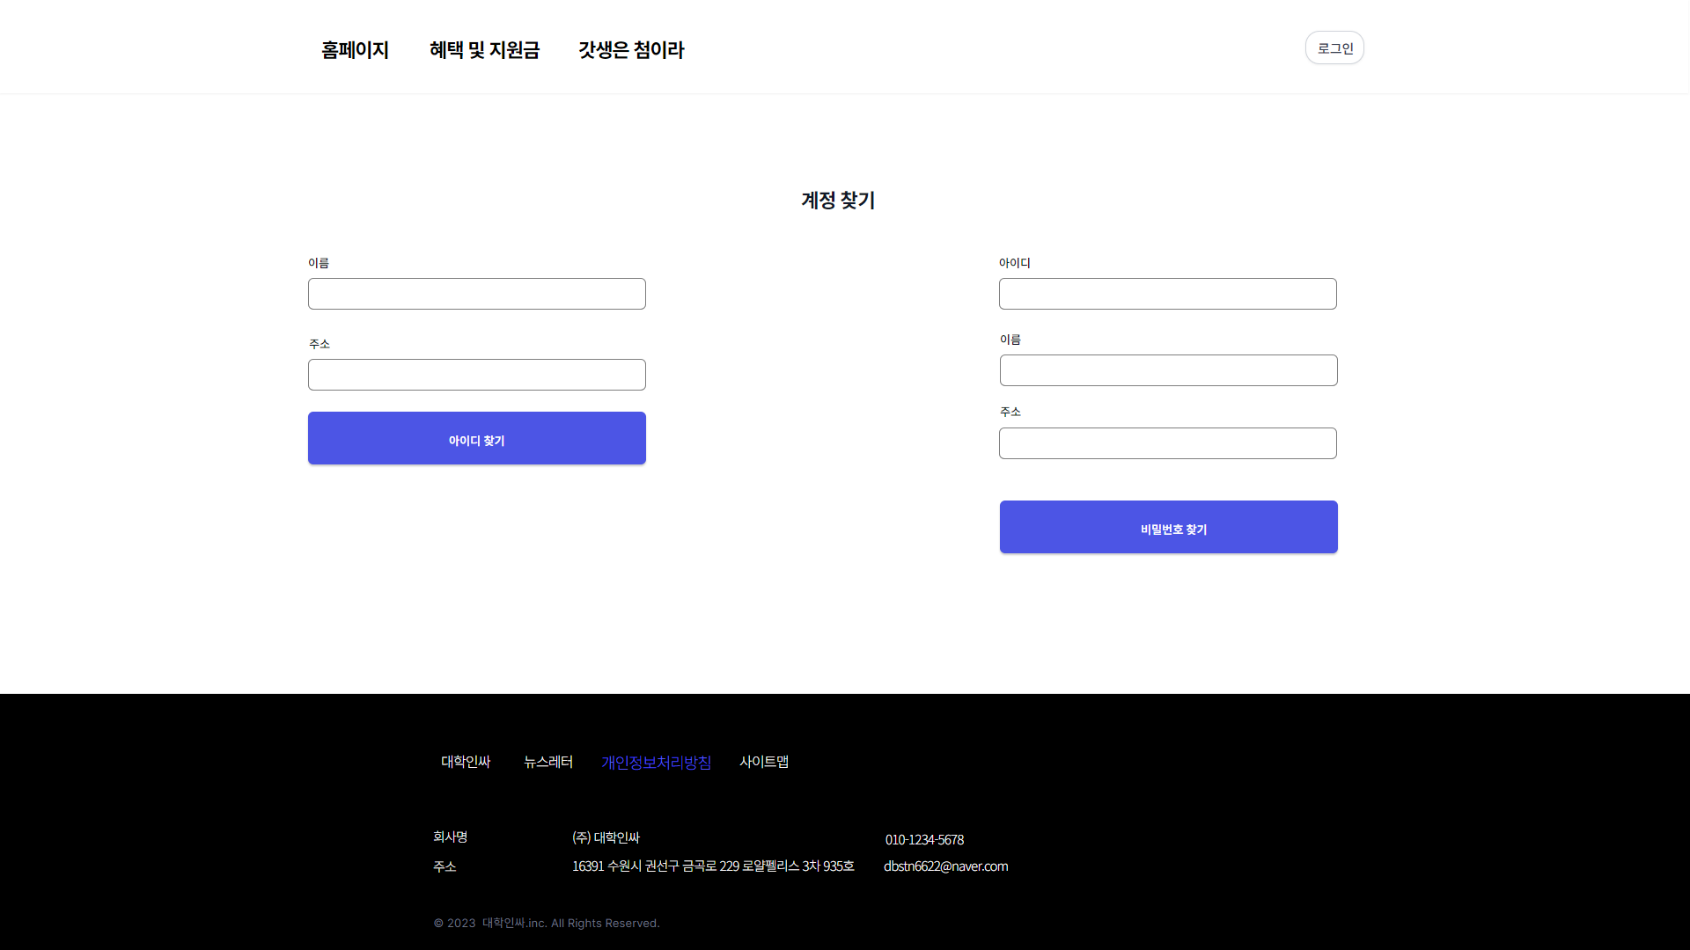 홈페이지 혜택 및 지원금 갓생은 첨이라 로그인
계정 찾기
이름
주소
아이디 찾기
아이디
이름
주소
비밀번호 찾기
대학인싸 뉴스레터 개인정보처리방침 사이트맵
회사명 (주) 대학인싸 010-1234-5678
주소 16391 수원시 권선구 금곡로 229 로얄펠리스 3차 935호 dbstn6622@naver.com
© 2023 대학인싸.inc. All Rights Reserved.